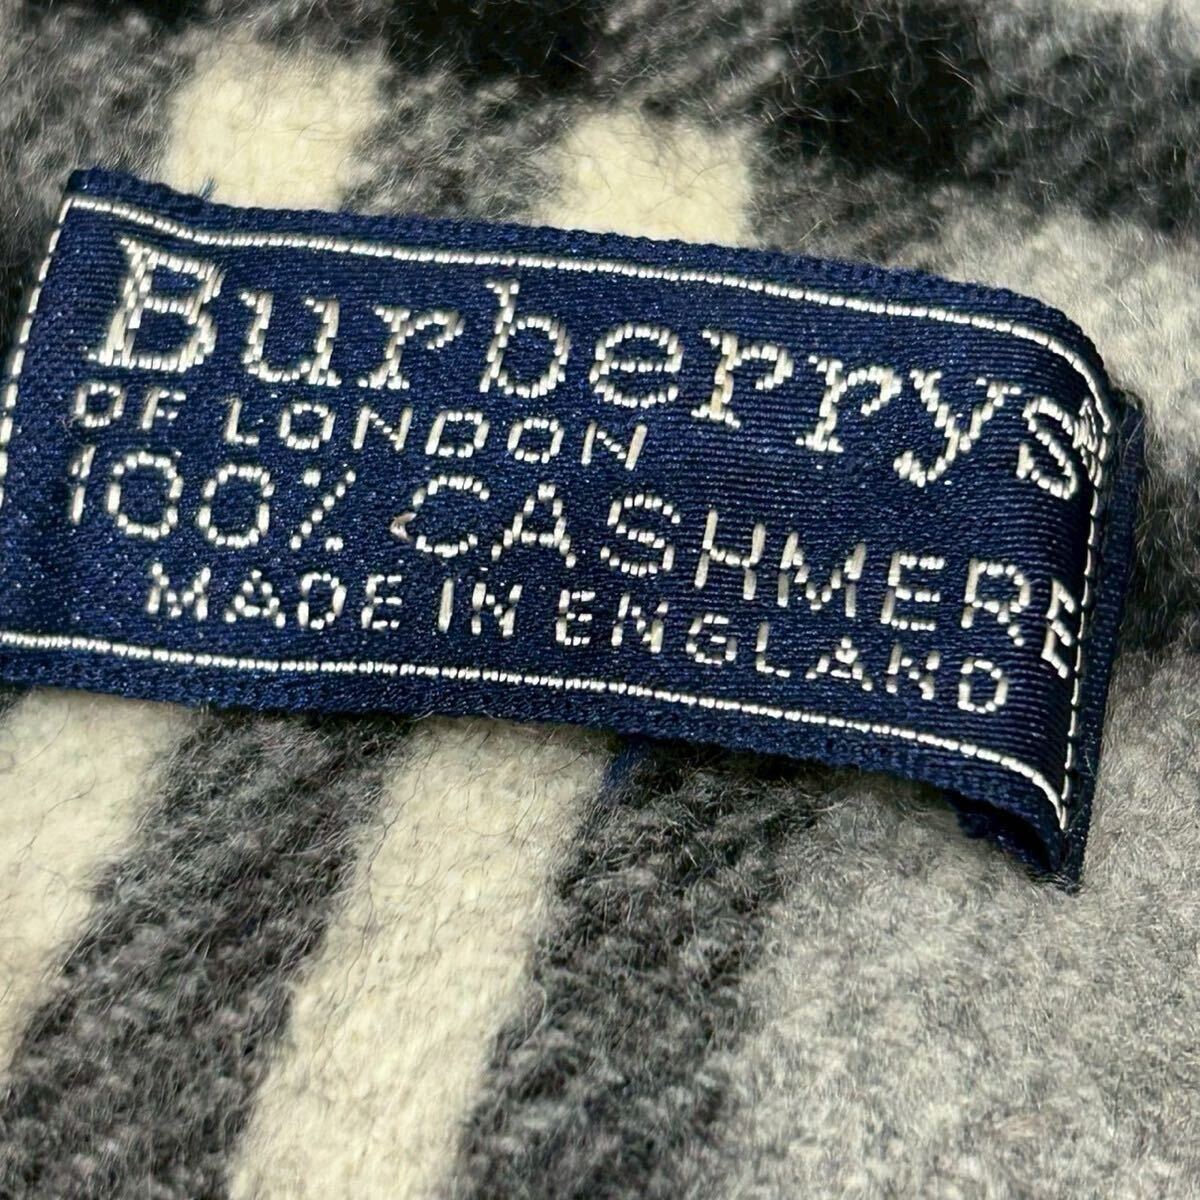 Burberrys
OF LONDON
100% CASHMERE
MADE IN ENGLAND